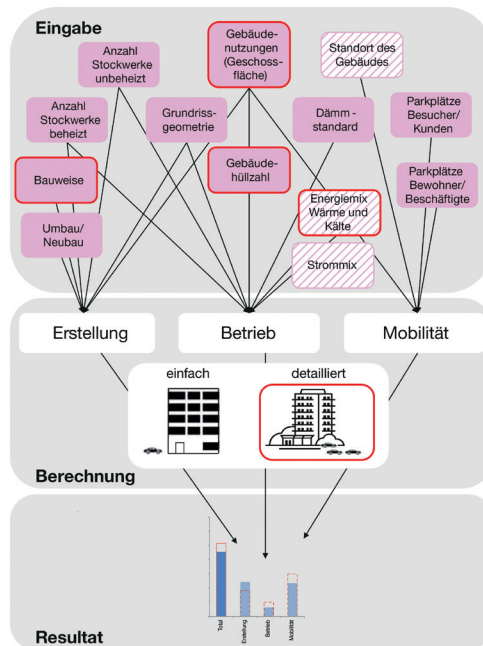 Eingabe
Anzahl
Stockwerke
unbeheizt
Gebäude-
nutzungen
(Geschoss-
fläche)
Standort des
Gebäudes
Anzahl
Stockwerke
beheizt
Grundriss-
geometrie
Dämm-
standard
Parkplätze
Besucher/
Kunden
Bauweise
Gebäude-
hüllzahl
Parkplätze
Bewohner/
Beschäftigte
Umbau/
Neubau
Energiemix
Wärme und
Kälte
Strommix
Erstellung
Betrieb
Mobilität
einfach
detailliert
Berechnung
Total
Erstellung
Betrieb
Mobilität
Resultat